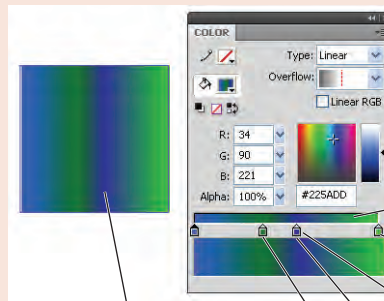 COLOR
Type: Linear
Overflow:
Linear RGB
R: 34
G: 90
B: 221
Alpha: 100%
#225ADD